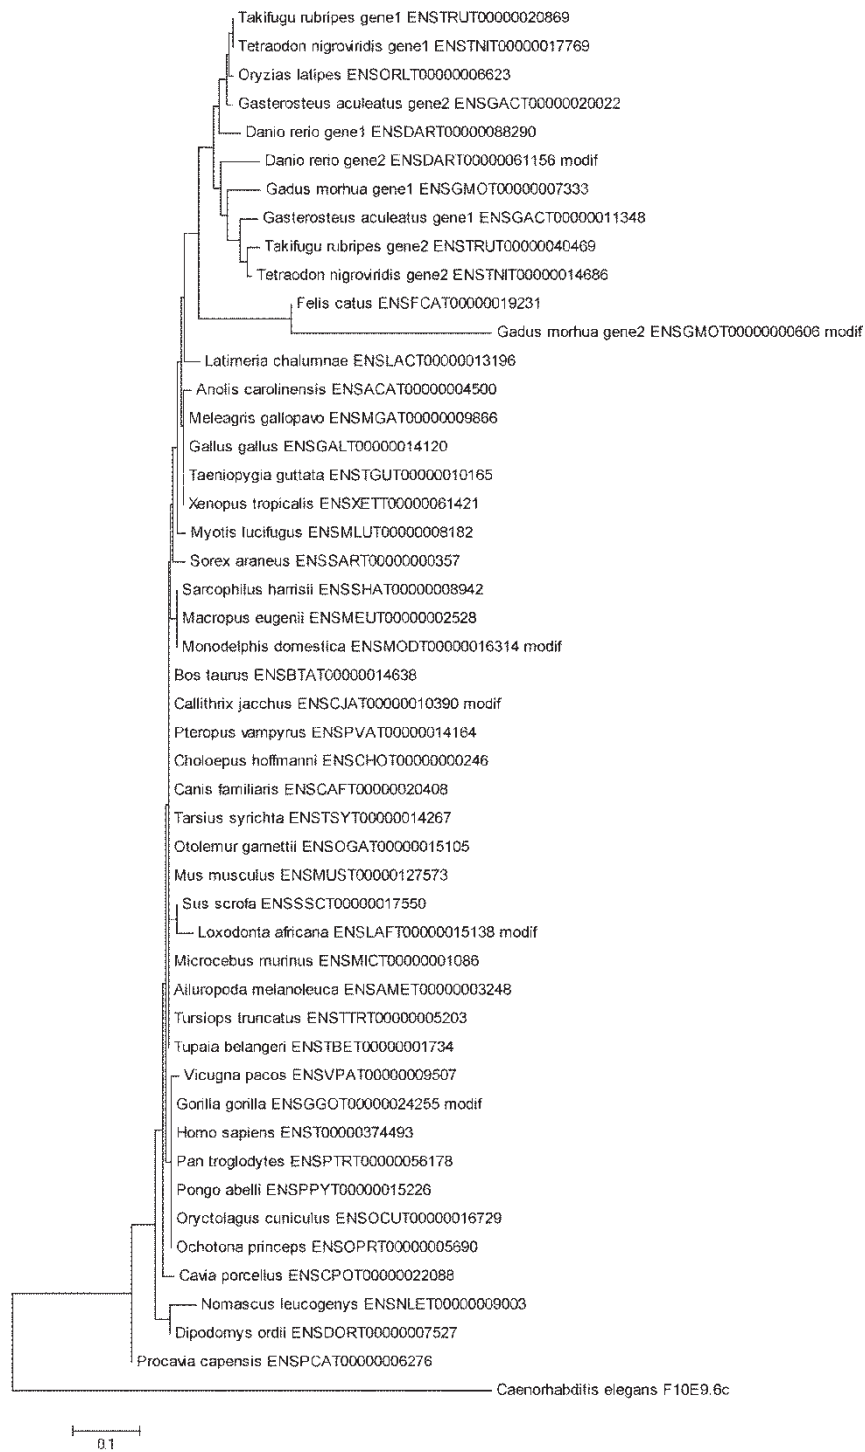 Takifugu rubripes gene1 ENSTRUT00000020869
Tetraodon nigroviridis gene1 ENSTNIT00000017769
Oryzias latipes ENSORLT00000006623
Gasterosteus aculeatus gene2 ENSGACT00000020022
Danio rerio gene1 ENSDART00000088290
Danio rerio gene2 ENSDART00000061156 modif
Gadus morhua gene1 ENSGMOT00000007333
Gasterosteus aculeatus gene1 ENSGACT00000011348
Takifugu rubripes gene2 ENSTRUT00000040469
Tetraodon nigroviridis gene2 ENSTNIT00000014686
Felis catus ENSFCAT00000019231
Gadus morhua gene2 ENSGMOT00000000606 modif
Latimeria chalumnae ENSLACT00000013196
Anolis carolinensis ENSACAT00000004500
Meleagris gallopavo ENSMGAT00000009866
Gallus gallus ENSGALT00000014120
Taeniopygia guttata ENSTGUT00000010165
Xenopus tropicalis ENSXETT00000061421
Myotis lucifugus ENSMLUT00000008182
Sorex araneus ENSSART00000000357
Sarcophilus harrisii ENSSHAT00000008942
Macropus eugenii ENSMEUT00000002528
Monodelphis domestica ENSMODT00000016314 modif
Bos taurus ENSBTAT00000014638
Callithrix jacchus ENSCJAT00000010390 modif
Pteropus vampyrus ENSPVAT00000014164
Choloepus hoffmanni ENSCHOT00000000246
Canis familiaris ENSCAFT00000020408
Tarsius syrichta ENSTSYT00000014267
Otolemur garnettii ENSOGAT00000015105
Mus musculus ENSMUST00000127573
Sus scrofa ENSSSCT00000017550
Loxodonta africana ENSLAFT00000015138 modif
Microcebus murinus ENSMICT00000001086
Ailuropoda melanoleuca ENSAMET00000003248
Tursiops truncatus ENSTTRT00000005203
Tupaia belangeri ENSTBET00000001734
Vicugna pacos ENSVPAT00000009507
Gorilla gorilla ENSGGOT00000024255 modif
Homo sapiens ENST00000374493
Pan troglodytes ENSPTRT00000056178
Pongo abelli ENSPPYT00000015226
Oryctolagus cuniculus ENSOCUT00000016729
Ochotona princeps ENSOPRT00000005690
Cavia porcellus ENSCPOT00000022088
Nomascus leucogenys ENSNLET00000009003
Dipodomys ordii ENSDORT00000007527
Procavia capensis ENSPCAT00000006276
Caenorhabditis elegans F10E9.6c
0.1